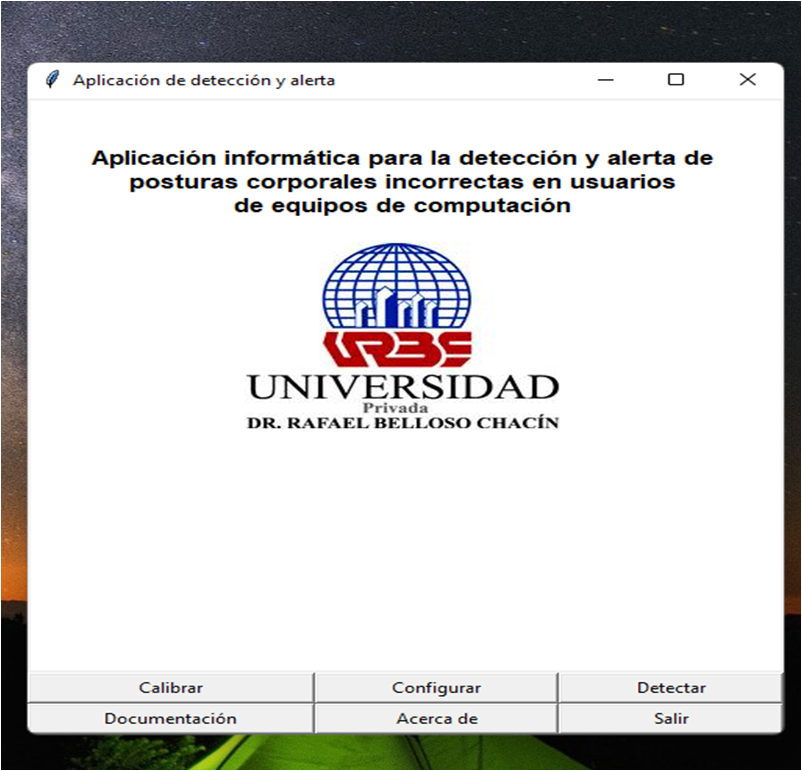 Aplicación de detección y alerta
Aplicación informática para la detección y alerta de
posturas corporales incorrectas en usuarios
de equipos de computación
URBE
UNIVERSIDAD
Privada
DR. RAFAEL BELLOSO CHACÍN
Calibrar Configurar Detectar
Documentación Acerca de Salir